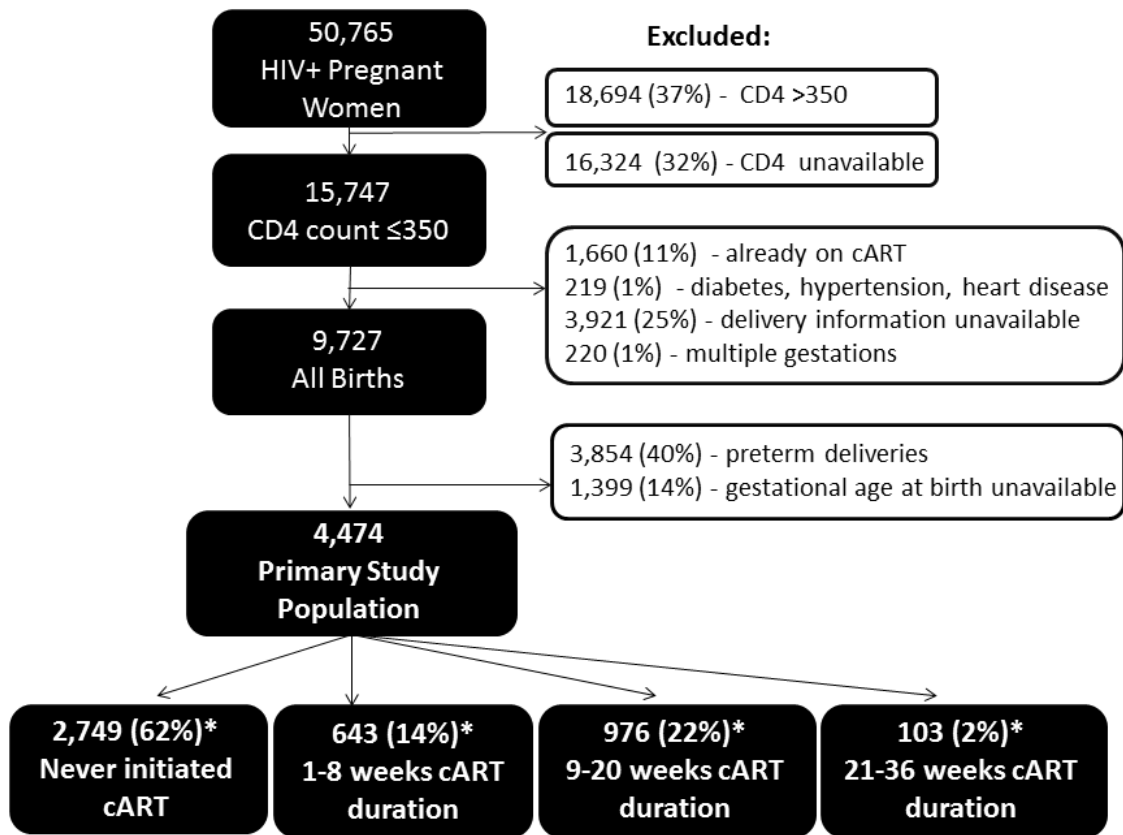 50,765
HIV+ Pregnant
Women
Excluded:
18,694 (37%) - CD4 >350
16,324 (32%) - CD4 unavailable
15,747
CD4 count ≤350
1,660 (11%) - already on cART
219 (1%) - diabetes, hypertension, heart disease
3,921 (25%) - delivery information unavailable
220 (1%) - multiple gestations
9,727
All Births
3,854 (40%) - preterm deliveries
1,399 (14%) - gestational age at birth unavailable
4,474
Primary Study
Population
2,749 (62%)*
Never initiated
cART
643 (14%)*
1-8 weeks cART
duration
976 (22%)*
9-20 weeks cART
duration
103 (2%)*
21-36 weeks cART
duration